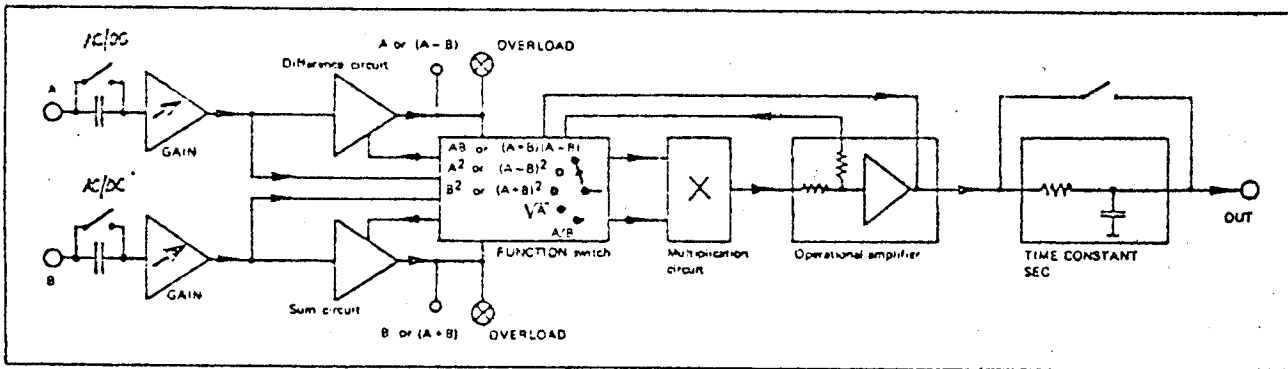 AC/DC
A
GAIN
Difference circuit
A or (A−B)
OVERLOAD
AC/DC
B
GAIN
Sum circuit
B or (A+B)
OVERLOAD
AB or (A+B)(A−B)
A² or (A−B)²
B² or (A+B)²
√A
A/B
FUNCTION switch
X
Multiplication
circuit
Operational amplifier
TIME CONSTANT
SEC
OUT